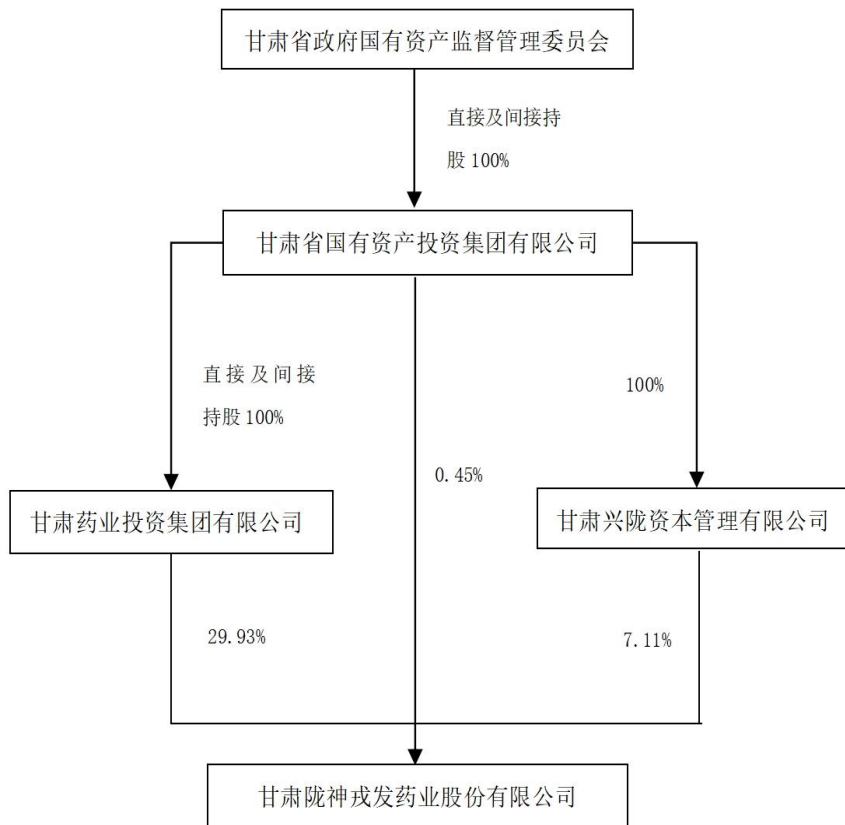 甘肃省政府国有资产监督管理委员会
直接及间接持
股 100%
甘肃省国有资产投资集团有限公司
直接及间接
持股 100%
100%
0.45%
甘肃药业投资集团有限公司
甘肃兴陇资本管理有限公司
29.93%
7.11%
甘肃陇神戎发药业股份有限公司